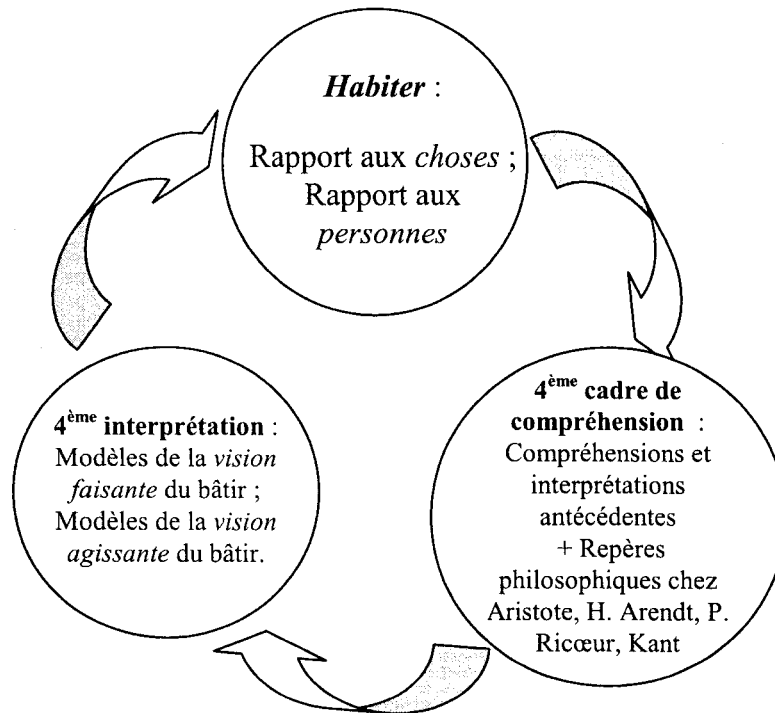 Habiter :
Rapport aux choses ;
Rapport aux
personnes
4ème cadre de
compréhension :
Compréhensions et
interprétations
antécédentes
+ Repères
philosophiques chez
Aristote, H. Arendt, P.
Ricœur, Kant
4ème interprétation :
Modèles de la vision
faisante du bâtir ;
Modèles de la vision
agissante du bâtir.